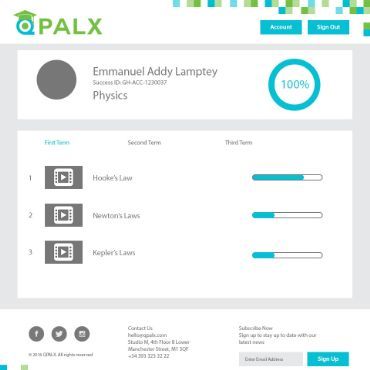 QPALX
Account
Sign Out
Emmanuel Addy Lamptey
Success ID: GH-ACC-1230037
Physics
100%
First Term
Second Term
Third Term
1
Hooke's Law
2
Newton's Laws
3
Kepler's Laws
© 2016 QPALX. All rights reserved
Contact Us
hello@qpalx.com
Studio M, 4th Floor 8 Lower
Manchester Street, M1 5QF
+34 393 325 32 22
Subscribe Now
Sign up to stay up to date with our
latest news
Enter Email Address
Sign Up